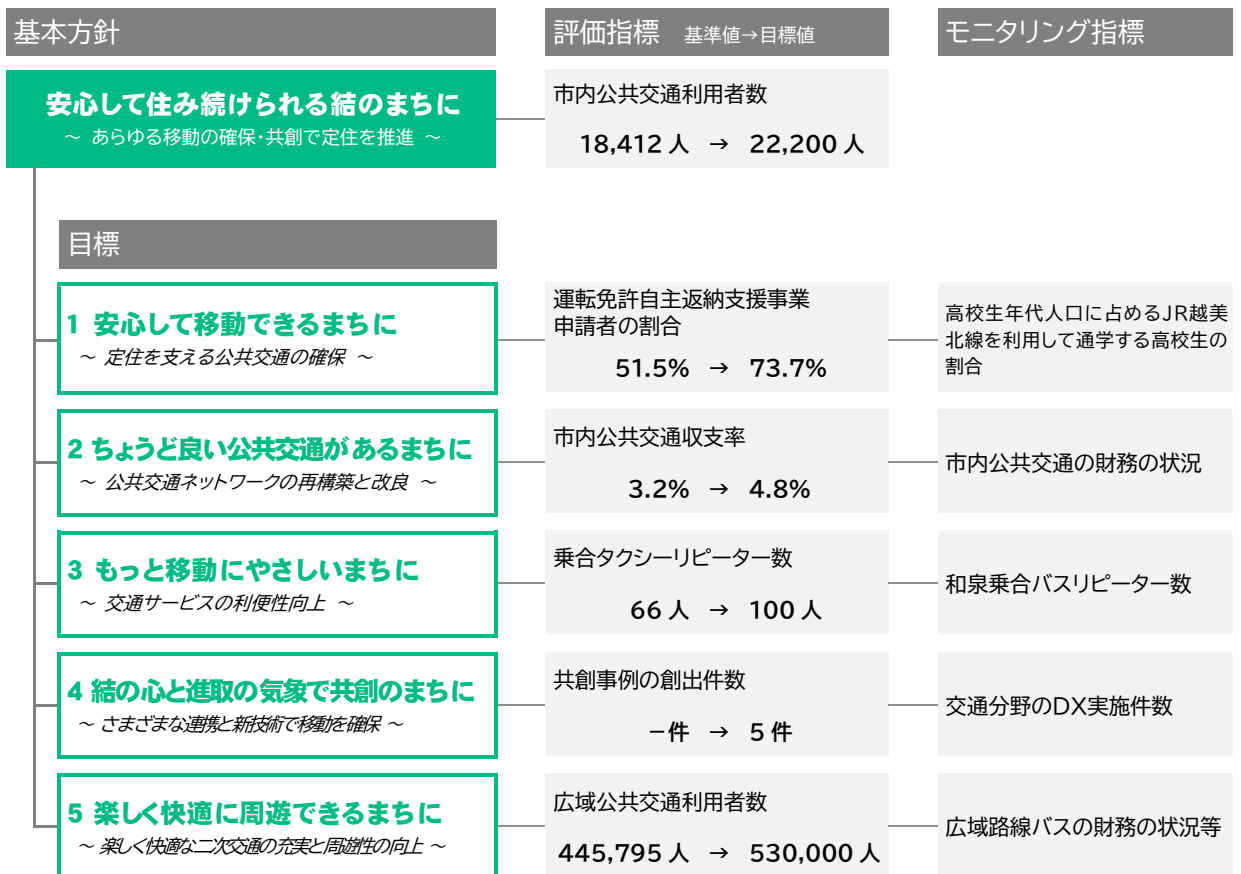 基本方針
評価指標 基準値→目標値
モニタリング指標
安心して住み続けられる結のまちに
～ あらゆる移動の確保・共創で定住を推進 ～
市内公共交通利用者数
18,412 人 → 22,200 人
目標
1 安心して移動できるまちに
～ 定住を支える公共交通の確保 ～
運転免許自主返納支援事業
申請者の割合
51.5% → 73.7%
高校生年代人口に占めるJR越美
北線を利用して通学する高校生の
割合
2 ちょうど良い公共交通があるまちに
～ 公共交通ネットワークの再構築と改良 ～
市内公共交通収支率
3.2% → 4.8%
市内公共交通の財務の状況
3 もっと移動にやさしいまちに
～ 交通サービスの利便性向上 ～
乗合タクシーリピーター数
66 人 → 100 人
和泉乗合バスリピーター数
4 結の心と進取の気象で共創のまちに
～ さまざまな連携と新技術で移動を確保 ～
共創事例の創出件数
－件 → 5 件
交通分野のDX実施件数
5 楽しく快適に周遊できるまちに
～ 楽しく快適な二次交通の充実と周遊性の向上 ～
広域公共交通利用者数
445,795 人 → 530,000 人
広域路線バスの財務の状況等